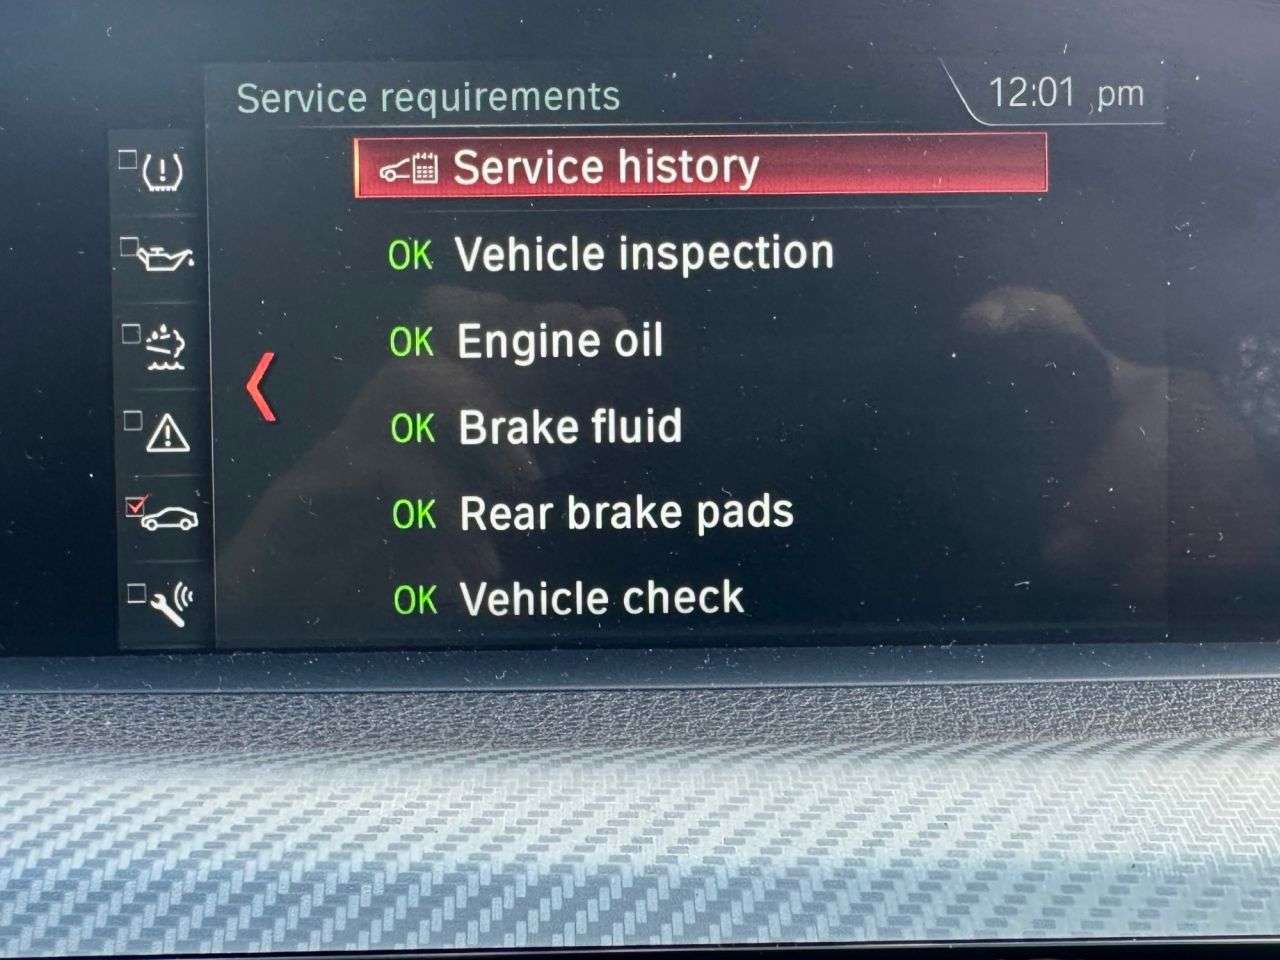 Service requirements
12:01 pm
Service history
OK Vehicle inspection
OK Engine oil
OK Brake fluid
OK Rear brake pads
OK Vehicle check